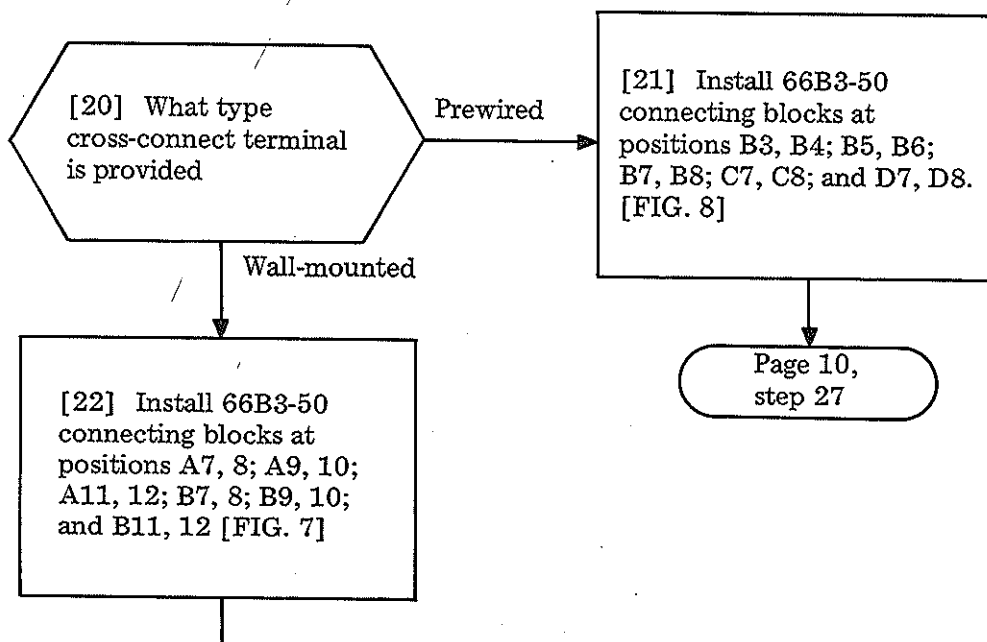 [20] What type
cross-connect terminal
is provided
Prewired
[21] Install 66B3-50
connecting blocks at
positions B3, B4; B5, B6;
B7, B8; C7, C8; and D7, D8.
[FIG. 8]
Wall-mounted
Page 10,
step 27
[22] Install 66B3-50
connecting blocks at
positions A7, 8; A9, 10;
A11, 12; B7, 8; B9, 10;
and B11, 12 [FIG. 7]